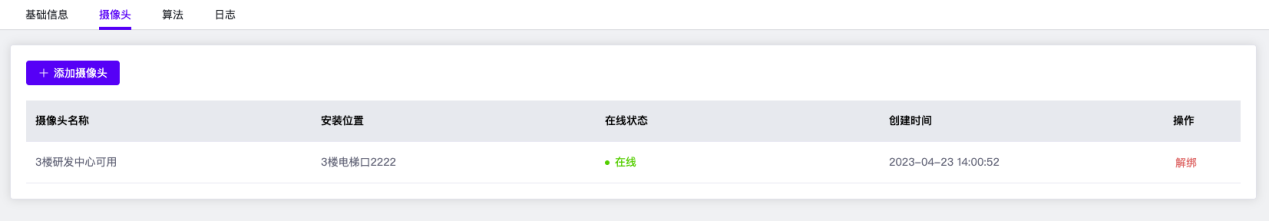 基础信息 摄像头 算法 日志
+ 添加摄像头
摄像头名称 安装位置 在线状态 创建时间 操作
3楼研发中心可用 3楼电梯口2222 在线 2023-04-23 14:00:52 解绑